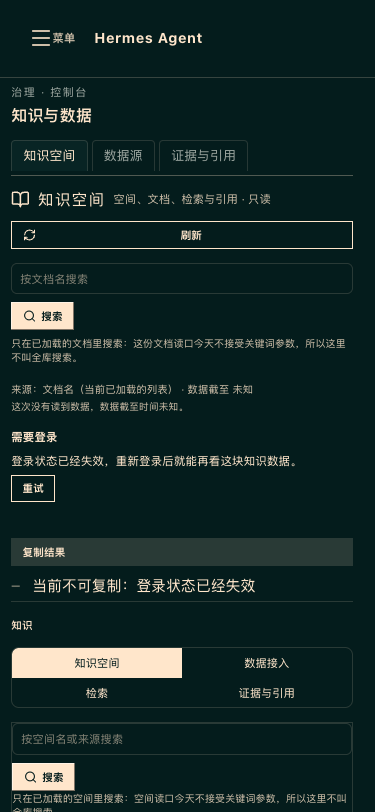 菜单 Hermes Agent
治理 · 控制台
知识与数据
知识空间 数据源 证据与引用
知识空间 空间、文档、检索与引用 · 只读
刷新
按文档名搜索
搜索
只在已加载的文档里搜索：这份文档读口今天不接受关键词参数，所以这里
不叫全库搜索。
来源：文档名（当前已加载的列表） · 数据截至 未知
这次没有读到数据，数据截至时间未知。
需要登录
登录状态已经失效，重新登录后就能再看这块知识数据。
重试
复制结果
— 当前不可复制：登录状态已经失效
知识
知识空间 数据接入
检索 证据与引用
按空间名或来源搜索
搜索
只在已加载的空间里搜索：空间读口今天不接受关键词参数，所以这里不叫
全库搜索。